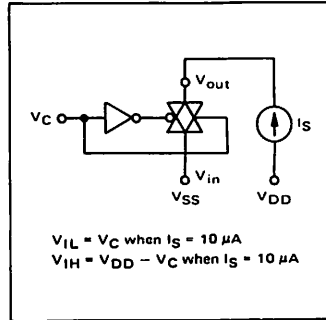 Vout
VC
IS
Vin
VSS
VDD
VIL = VC when IS = 10 μA
VIH = VDD – VC when IS = 10 μA